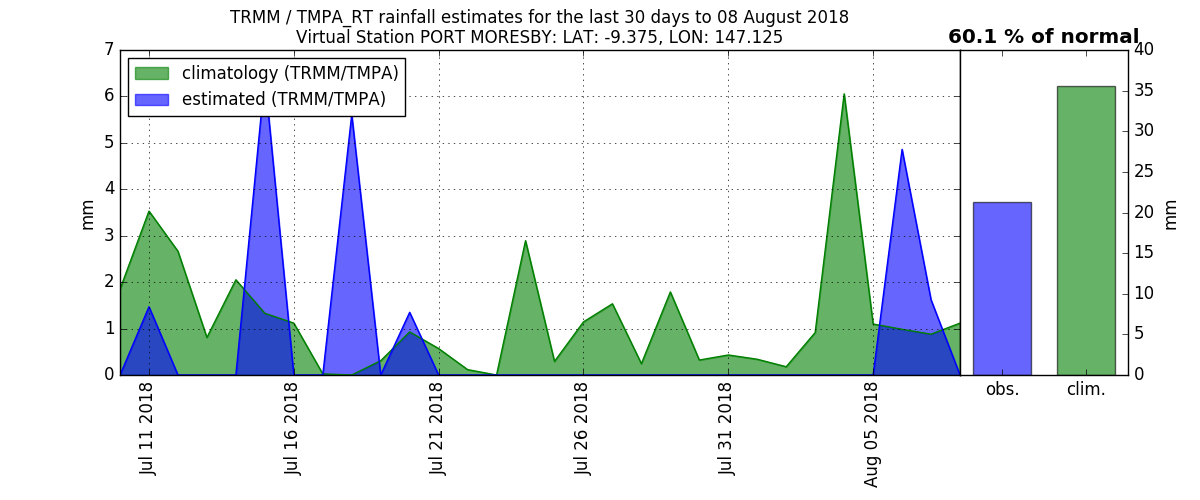 TRMM / TMPA_RT rainfall estimates for the last 30 days to 08 August 2018
Virtual Station PORT MORESBY: LAT: -9.375, LON: 147.125
60.1 % of normal
climatology (TRMM/TMPA)
estimated (TRMM/TMPA)
7
6
5
4
3
2
1
0
mm
Jul 11 2018
Jul 16 2018
Jul 21 2018
Jul 26 2018
Jul 31 2018
Aug 05 2018
obs.
clim.
40
35
30
25
20
15
10
5
0
mm